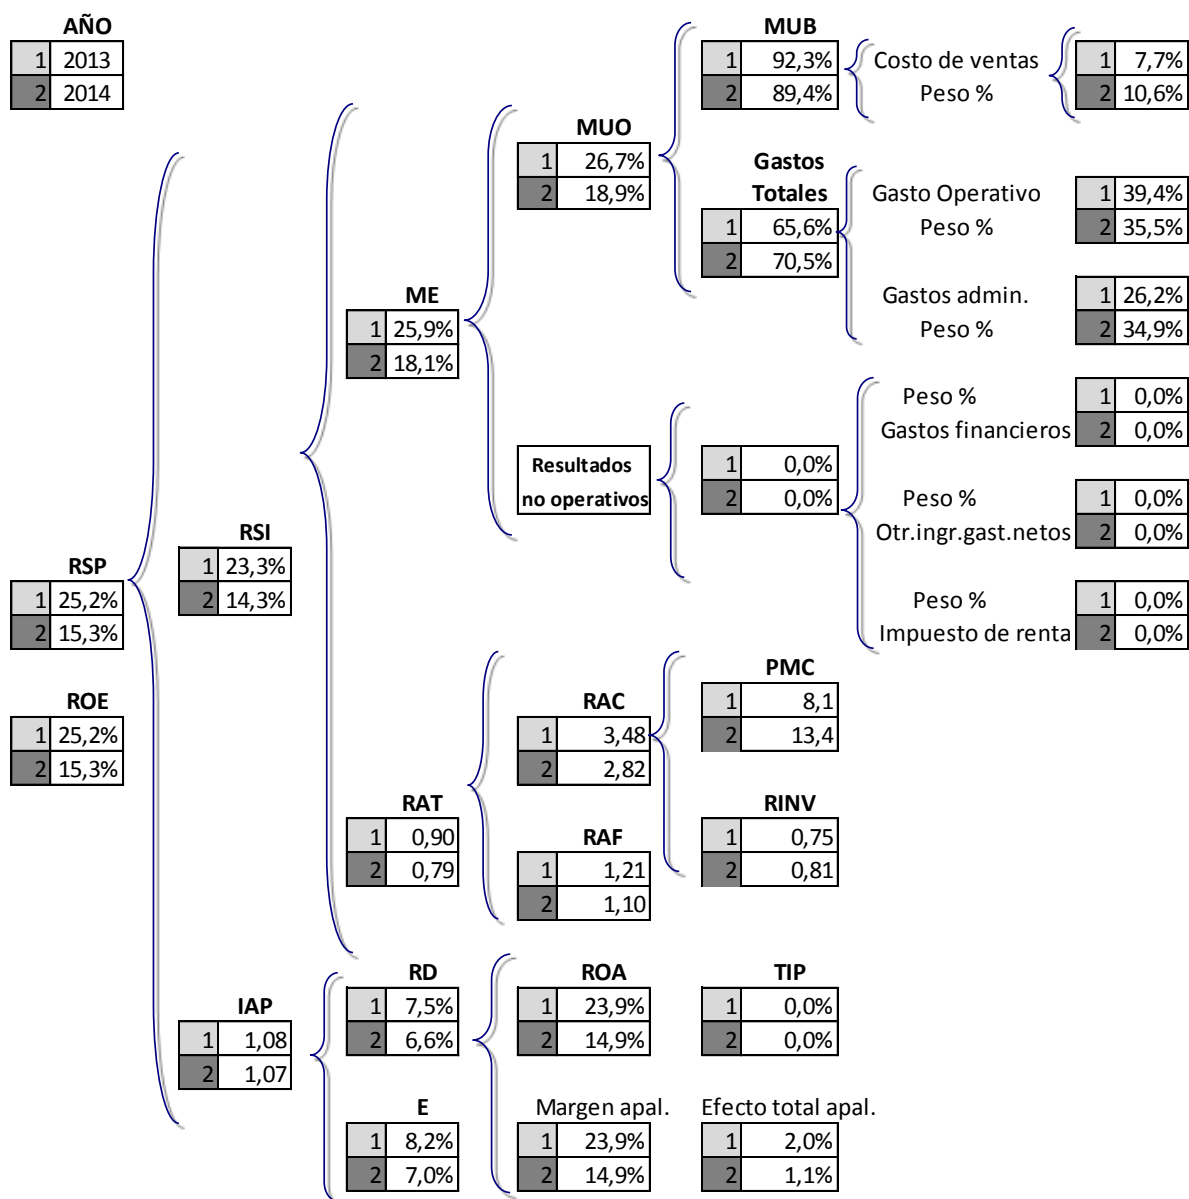 AÑO
1 2013
2 2014
MUB
1 92,3%
2 89,4%
Costo de ventas
Peso %
1 7,7%
2 10,6%
MUO
1 26,7%
2 18,9%
Gastos
Totales
1 65,6%
2 70,5%
Gasto Operativo
Peso %
1 39,4%
2 35,5%
Gastos admin.
Peso %
1 26,2%
2 34,9%
ME
1 25,9%
2 18,1%
Resultados
no operativos
1 0,0%
2 0,0%
Peso %
Gastos financieros
1 0,0%
2 0,0%
Peso %
Otr.ingr.gast.netos
1 0,0%
2 0,0%
Peso %
Impuesto de renta
1 0,0%
2 0,0%
RSI
1 23,3%
2 14,3%
RSP
1 25,2%
2 15,3%
ROE
1 25,2%
2 15,3%
RAT
1 0,90
2 0,79
RAC
1 3,48
2 2,82
PMC
1 8,1
2 13,4
RINV
1 0,75
2 0,81
RAF
1 1,21
2 1,10
IAP
1 1,08
2 1,07
RD
1 7,5%
2 6,6%
ROA
1 23,9%
2 14,9%
TIP
1 0,0%
2 0,0%
E
1 8,2%
2 7,0%
Margen apal.
1 23,9%
2 14,9%
Efecto total apal.
1 2,0%
2 1,1%